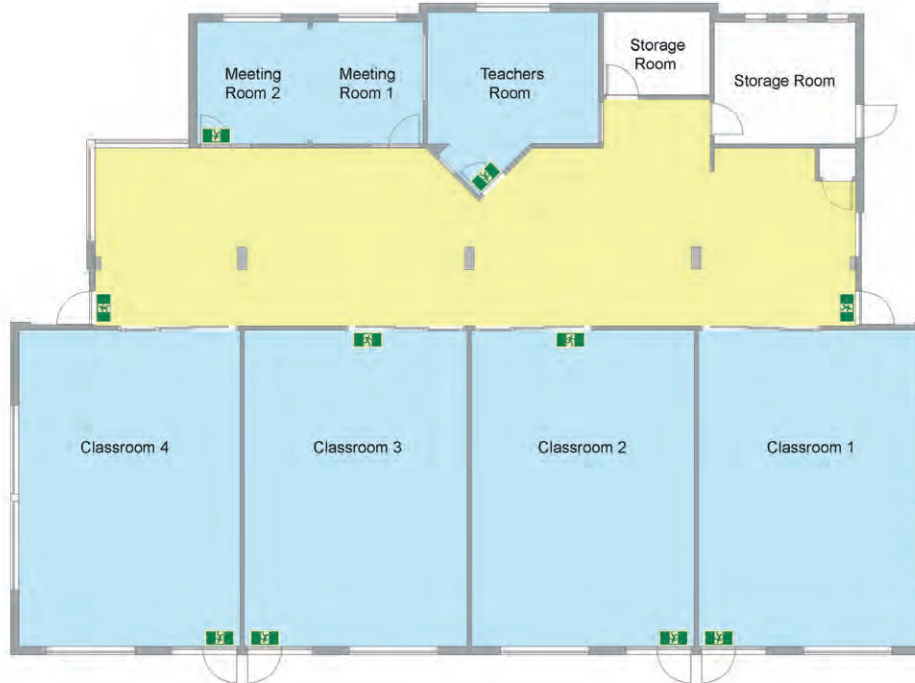 Meeting
Room 2
Meeting
Room 1
Teachers
Room
Storage
Room
Storage Room
Classroom 4
Classroom 3
Classroom 2
Classroom 1